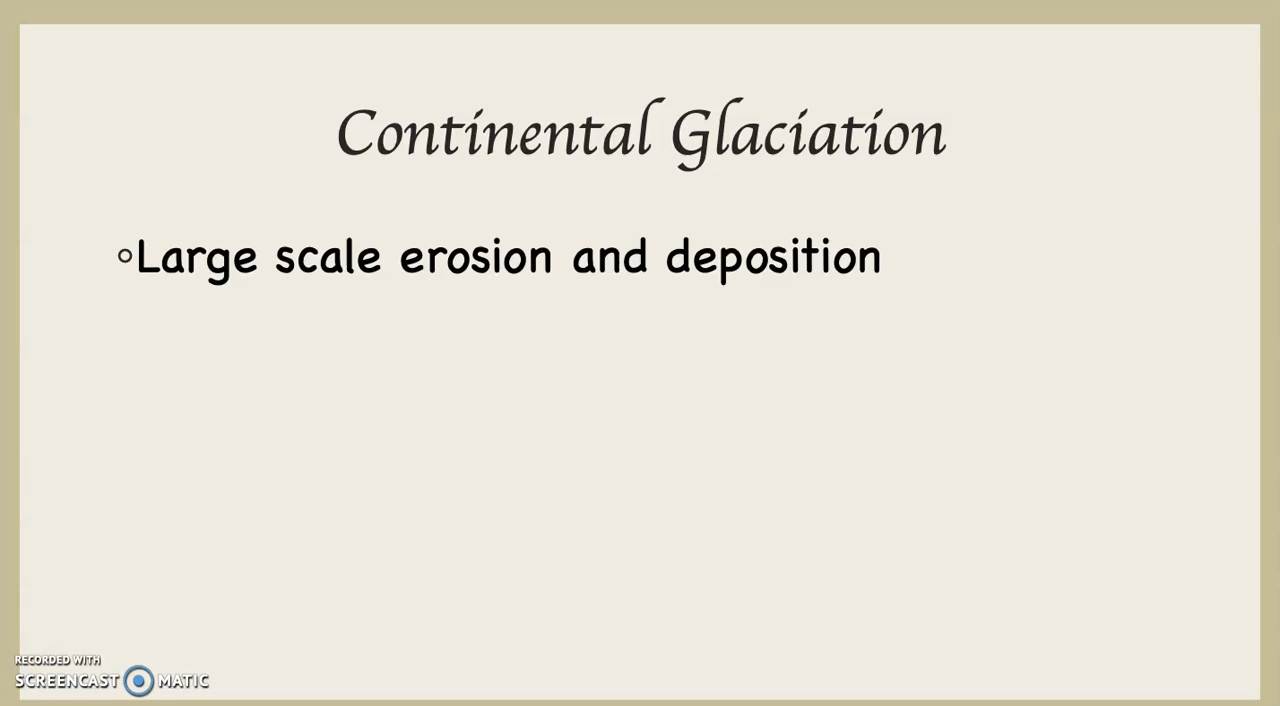 Continental Glaciation
◦Large scale erosion and deposition
RECORDED WITH
SCREENCAST MATIC